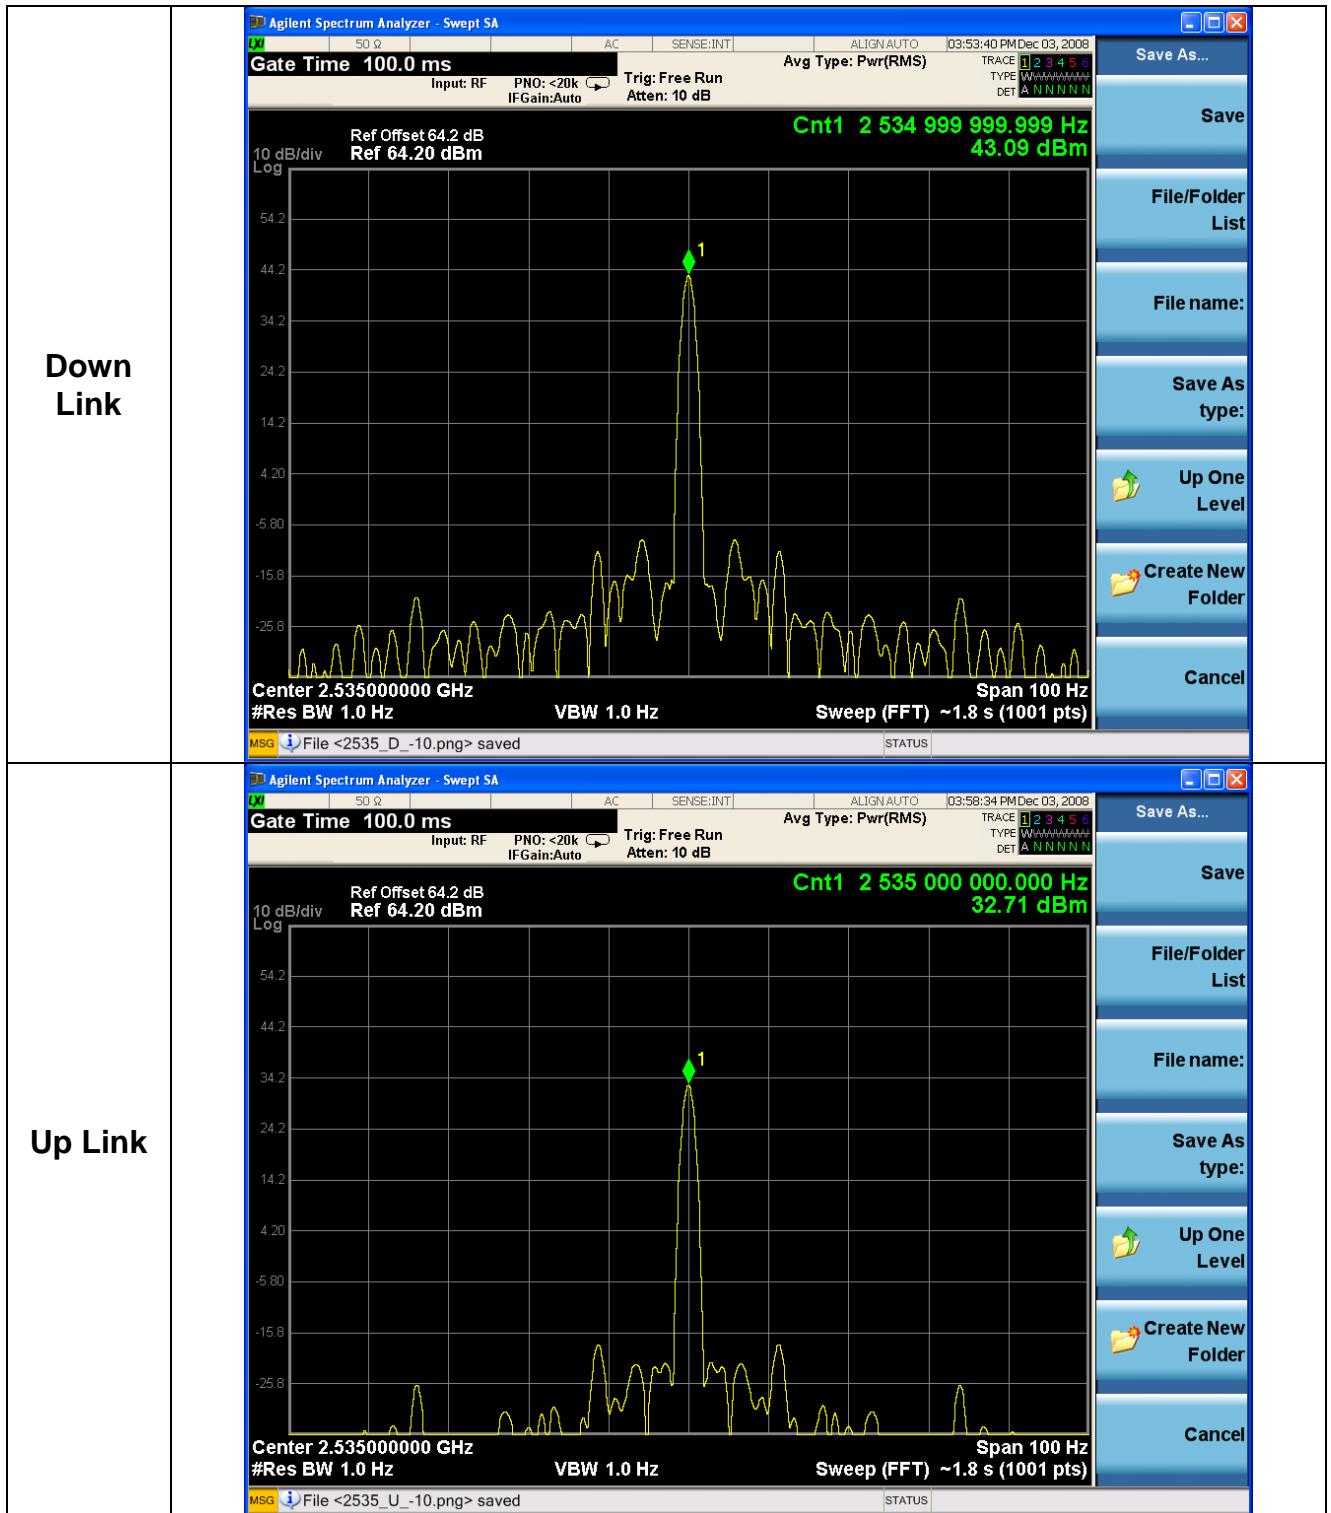 Down
Link
Agilent Spectrum Analyzer - Swept SA
LXI 50 Ω AC SENSE:INT ALIGN AUTO 03:53:40 PM Dec 03, 2008
Gate Time 100.0 ms
Input: RF PNO: <20k IFGain:Auto
Trig: Free Run
Atten: 10 dB
Avg Type: Pwr(RMS)
TRACE 1 2 3 4 5 6
TYPE
DET A N N N N N
Cnt1 2 534 999 999.999 Hz
43.09 dBm
Ref Offset 64.2 dB
10 dB/div Ref 64.20 dBm
Log
54.2
44.2
34.2
24.2
14.2
4.20
-5.80
-15.8
-25.8
1
Center 2.535000000 GHz Span 100 Hz
#Res BW 1.0 Hz VBW 1.0 Hz Sweep (FFT) ~1.8 s (1001 pts)
MSG File <2535_D_-10.png> saved STATUS
Save As...
Save
File/Folder
List
File name:
Save As
type:
Up One
Level
Create New
Folder
Cancel
Up Link
Agilent Spectrum Analyzer - Swept SA
LXI 50 Ω AC SENSE:INT ALIGN AUTO 03:58:34 PM Dec 03, 2008
Gate Time 100.0 ms
Input: RF PNO: <20k IFGain:Auto
Trig: Free Run
Atten: 10 dB
Avg Type: Pwr(RMS)
TRACE 1 2 3 4 5 6
TYPE
DET A N N N N N
Cnt1 2 535 000 000.000 Hz
32.71 dBm
Ref Offset 64.2 dB
10 dB/div Ref 64.20 dBm
Log
54.2
44.2
34.2
24.2
14.2
4.20
-5.80
-15.8
-25.8
1
Center 2.535000000 GHz Span 100 Hz
#Res BW 1.0 Hz VBW 1.0 Hz Sweep (FFT) ~1.8 s (1001 pts)
MSG File <2535_U_-10.png> saved STATUS
Save As...
Save
File/Folder
List
File name:
Save As
type:
Up One
Level
Create New
Folder
Cancel